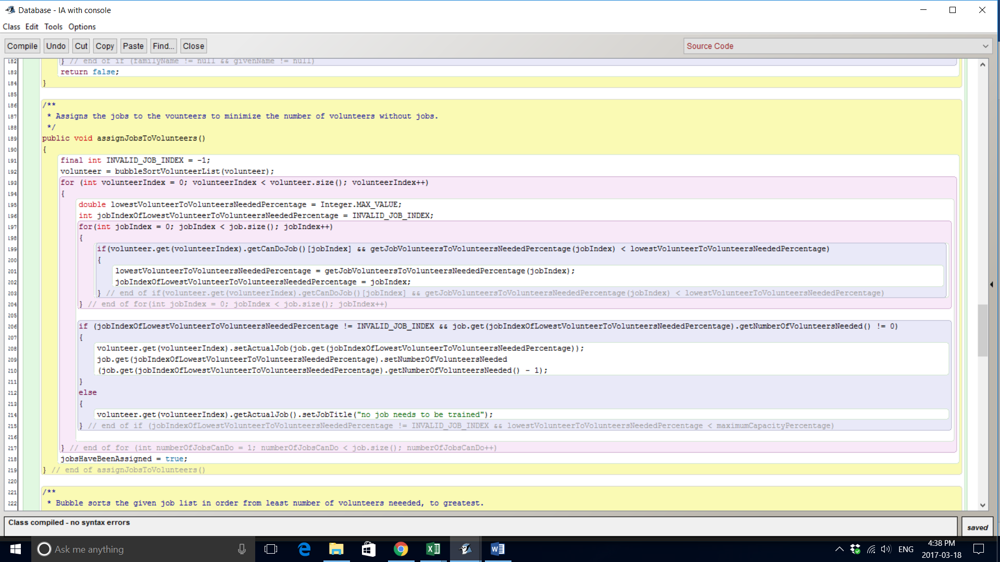 Database - IA with console
Class Edit Tools Options
Compile Undo Cut Copy Paste Find... Close Source Code
182 } // end of if (familyName != null && givenName != null)
183 return false;
184 }
185
186 /**
187 * Assigns the jobs to the vounteers to minimize the number of volunteers without jobs.
188 */
189 public void assignJobsToVolunteers()
190 {
191 final int INVALID_JOB_INDEX = -1;
192 volunteer = bubbleSortVolunteerList(volunteer);
193 for (int volunteerIndex = 0; volunteerIndex < volunteer.size(); volunteerIndex++)
194 {
195 double lowestVolunteerToVolunteersNeededPercentage = Integer.MAX_VALUE;
196 int jobIndexOfLowestVolunteerToVolunteersNeededPercentage = INVALID_JOB_INDEX;
197 for(int jobIndex = 0; jobIndex < job.size(); jobIndex++)
198 {
199 if(volunteer.get(volunteerIndex).getCanDoJob()[jobIndex] && getJobVolunteersToVolunteersNeededPercentage(jobIndex) < lowestVolunteerToVolunteersNeededPercentage)
200 {
201 lowestVolunteerToVolunteersNeededPercentage = getJobVolunteersToVolunteersNeededPercentage(jobIndex);
202 jobIndexOfLowestVolunteerToVolunteersNeededPercentage = jobIndex;
203 } // end of if(volunteer.get(volunteerIndex).getCanDoJob()[jobIndex] && getJobVolunteersToVolunteersNeededPercentage(jobIndex) < lowestVolunteerToVolunteersNeededPercentage)
204 } // end of for(int jobIndex = 0; jobIndex < job.size(); jobIndex++)
205
206 if (jobIndexOfLowestVolunteerToVolunteersNeededPercentage != INVALID_JOB_INDEX && job.get(jobIndexOfLowestVolunteerToVolunteersNeededPercentage).getNumberOfVolunteersNeeded() != 0)
207 {
208 volunteer.get(volunteerIndex).setActualJob(job.get(jobIndexOfLowestVolunteerToVolunteersNeededPercentage));
209 job.get(jobIndexOfLowestVolunteerToVolunteersNeededPercentage).setNumberOfVolunteersNeeded
210 (job.get(jobIndexOfLowestVolunteerToVolunteersNeededPercentage).getNumberOfVolunteersNeeded() - 1);
211 }
212 else
213 {
214 volunteer.get(volunteerIndex).getActualJob().setJobTitle("no job needs to be trained");
215 } // end of if (jobIndexOfLowestVolunteerToVolunteersNeededPercentage != INVALID_JOB_INDEX && lowestVolunteerToVolunteersNeededPercentage < maximumCapacityPercentage)
216
217 } // end of for (int numberOfJobsCanDo = 1; numberOfJobsCanDo < job.size(); numberOfJobsCanDo++)
218 jobsHaveBeenAssigned = true;
219 } // end of assignJobsToVolunteers()
220
221 /**
222 * Bubble sorts the given job list in order from least number of volunteers neeeded, to greatest.
Class compiled - no syntax errors
saved
Ask me anything
ENG
4:38 PM
2017-03-18